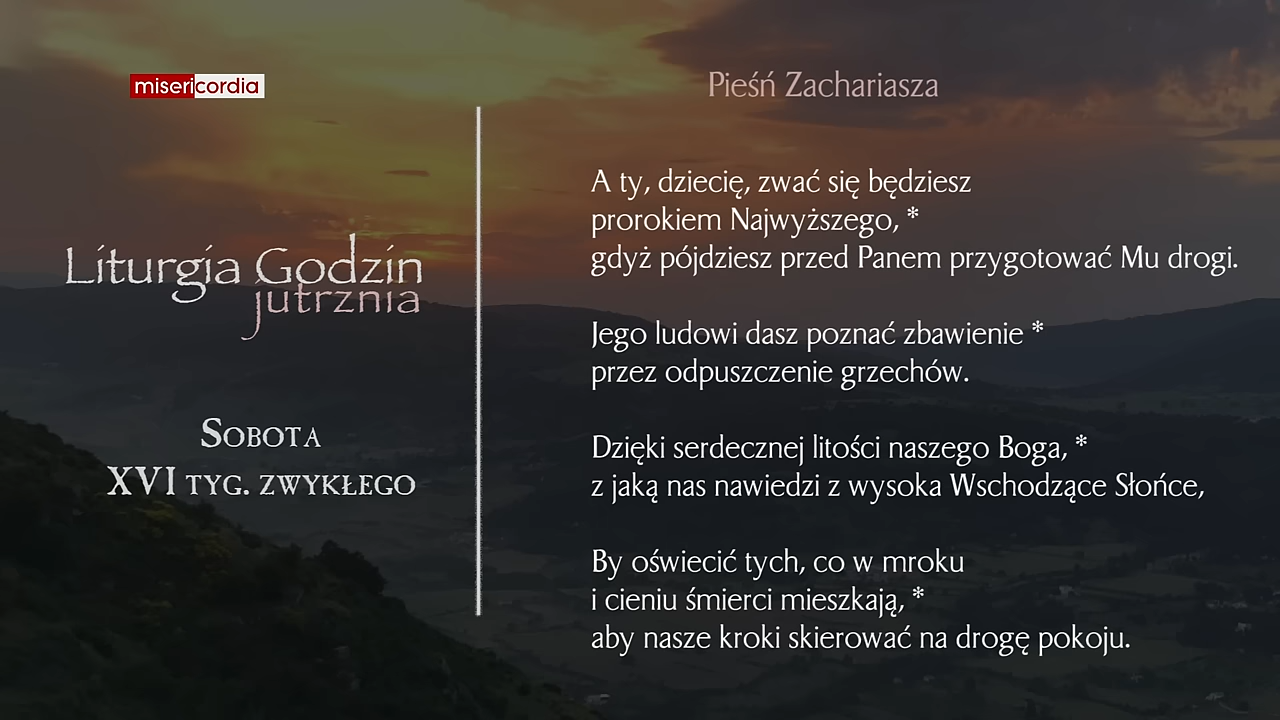 misericordia
Liturgia Godzin
jutrznia
Sobota
XVI tyg. zwykłego
Pieśń Zachariasza
A ty, dziecię, zwać się będziesz
prorokiem Najwyższego, *
gdyż pójdziesz przed Panem przygotować Mu drogi.
Jego ludowi dasz poznać zbawienie *
przez odpuszczenie grzechów.
Dzięki serdecznej litości naszego Boga, *
z jaką nas nawiedzi z wysoka Wschodzące Słońce,
By oświecić tych, co w mroku
i cieniu śmierci mieszkają, *
aby nasze kroki skierować na drogę pokoju.